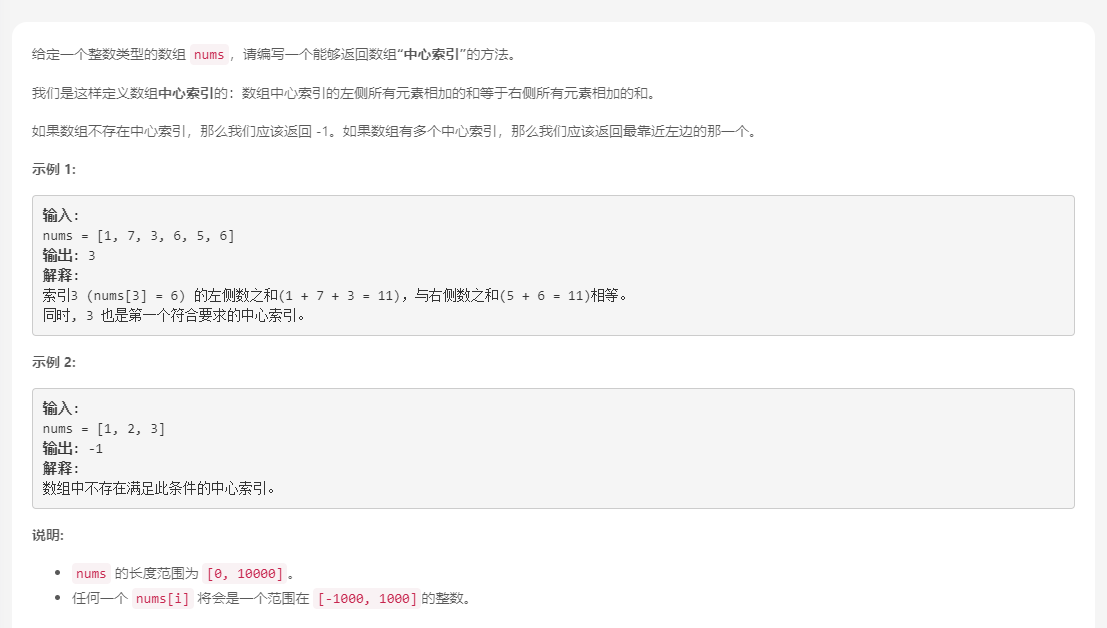 给定一个整数类型的数组 nums，请编写一个能够返回数组“中心索引”的方法。
我们是这样定义数组中心索引的：数组中心索引的左侧所有元素相加的和等于右侧所有元素相加的和。
如果数组不存在中心索引，那么我们应该返回 -1。如果数组有多个中心索引，那么我们应该返回最靠近左边的那一个。
示例 1:
输入:
nums = [1, 7, 3, 6, 5, 6]
输出: 3
解释:
索引3 (nums[3] = 6) 的左侧数之和(1 + 7 + 3 = 11)，与右侧数之和(5 + 6 = 11)相等。
同时, 3 也是第一个符合要求的中心索引。
示例 2:
输入:
nums = [1, 2, 3]
输出: -1
解释:
数组中不存在满足此条件的中心索引。
说明:
• nums 的长度范围为 [0, 10000]。
• 任何一个 nums[i] 将会是一个范围在 [-1000, 1000]的整数。